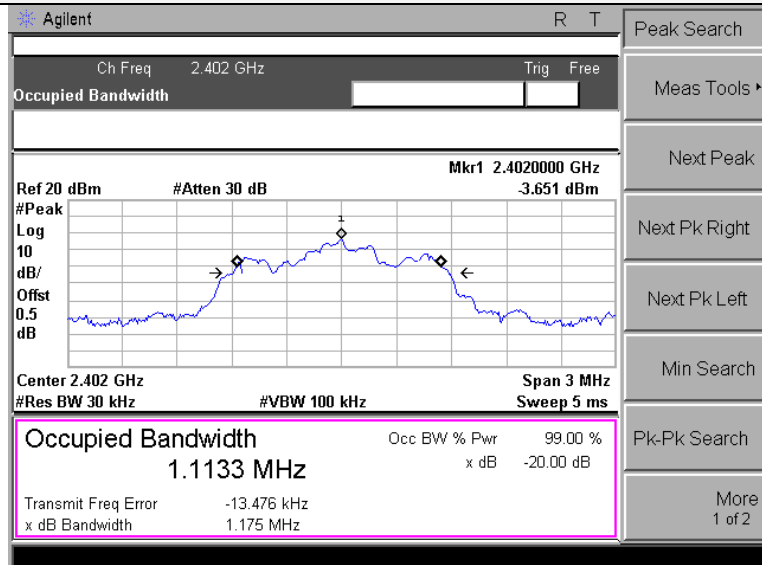 Agilent R T
Peak Search
Ch Freq 2.402 GHz Trig Free
Occupied Bandwidth
Meas Tools
Next Peak
Mkr1 2.4020000 GHz
Ref 20 dBm #Atten 30 dB -3.651 dBm
#Peak
Log
10
dB/
Offst
0.5
dB
1
Next Pk Right
Next Pk Left
Min Search
Center 2.402 GHz Span 3 MHz
#Res BW 30 kHz #VBW 100 kHz Sweep 5 ms
Occupied Bandwidth Occ BW % Pwr 99.00 %
1.1133 MHz x dB -20.00 dB
Pk-Pk Search
Transmit Freq Error -13.476 kHz
x dB Bandwidth 1.175 MHz
More
1 of 2